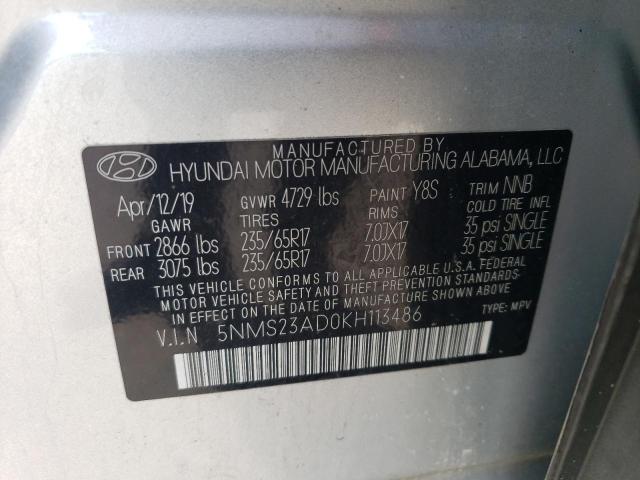 MANUFACTURED BY
HYUNDAI MOTOR MANUFACTURING ALABAMA, LLC
Apr/12/19 GVWR 4729 lbs PAINT Y8S TRIM NNB
GAWR TIRES RIMS COLD TIRE INFL
FRONT 2866 lbs 235/65R17 7.0JX17 35 psi SINGLE
REAR 3075 lbs 235/65R17 7.0JX17 35 psi SINGLE
THIS VEHICLE CONFORMS TO ALL APPLICABLE U.S.A. FEDERAL
MOTOR VEHICLE SAFETY AND THEFT PREVENTION STANDARDS
IN EFFECT ON THE DATE OF MANUFACTURE SHOWN ABOVE.
V.I.N 5NMS23AD0KH113486 TYPE: MPV